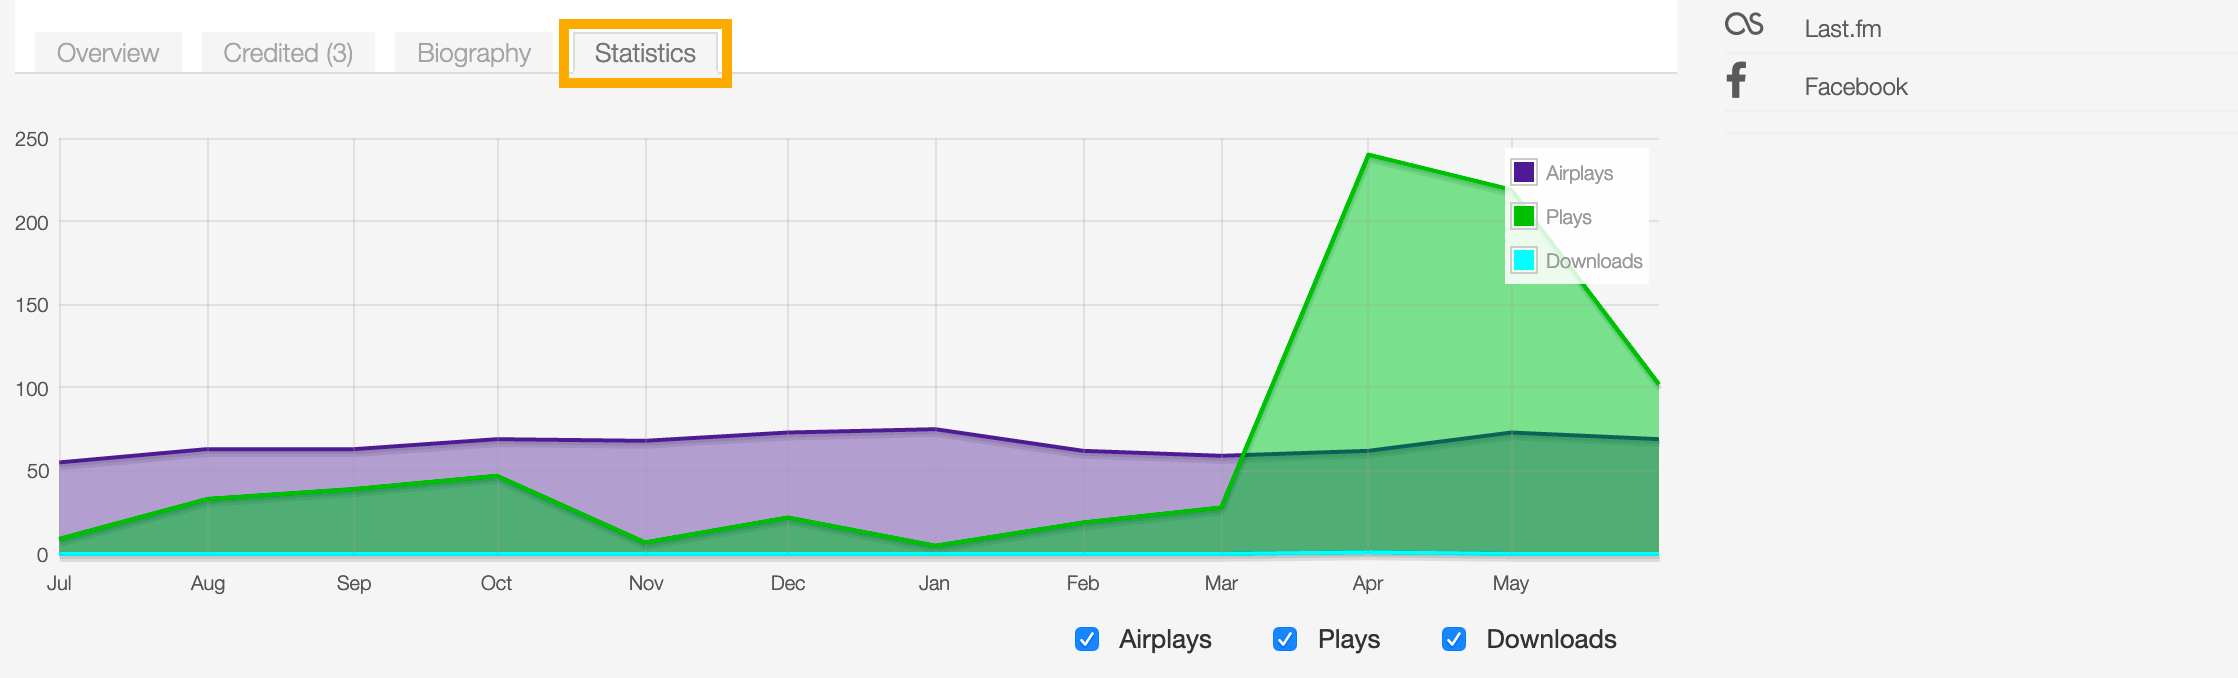 Overview Credited (3) Biography Statistics
Last.fm
Facebook
250
200
150
100
50
0
Airplays
Plays
Downloads
Jul Aug Sep Oct Nov Dec Jan Feb Mar Apr May
Airplays Plays Downloads